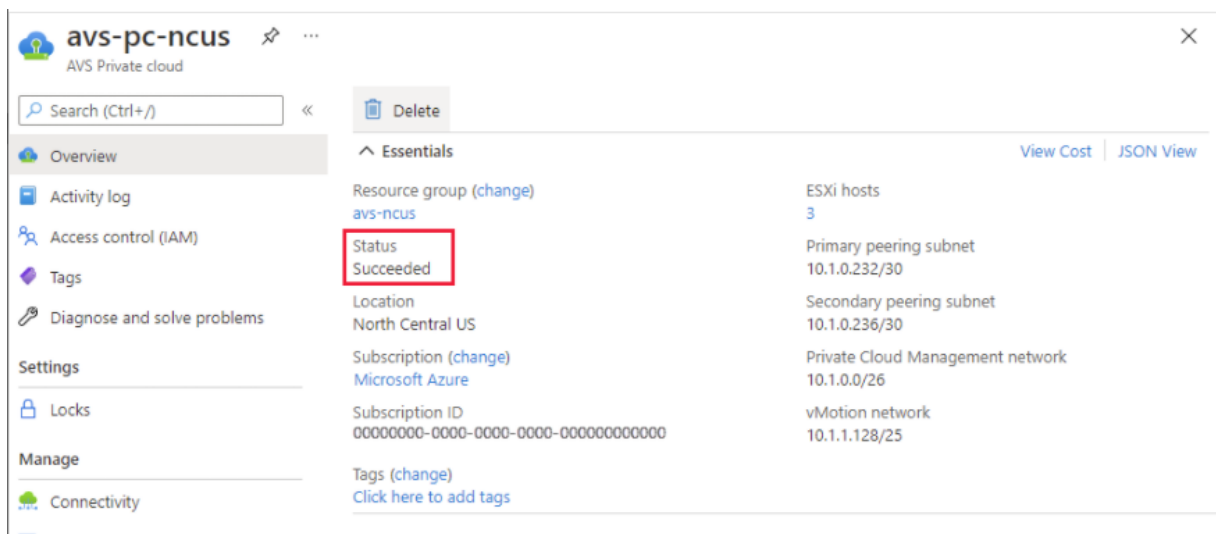 avs-pc-ncus
AVS Private cloud
Search (Ctrl+/)
Overview
Activity log
Access control (IAM)
Tags
Diagnose and solve problems
Settings
Locks
Manage
Connectivity
Delete
Essentials
View Cost
JSON View
Resource group (change)
avs-ncus
Status
Succeeded
Location
North Central US
Subscription (change)
Microsoft Azure
Subscription ID
00000000-0000-0000-0000-000000000000
Tags (change)
Click here to add tags
ESXi hosts
3
Primary peering subnet
10.1.0.232/30
Secondary peering subnet
10.1.0.236/30
Private Cloud Management network
10.1.0.0/26
vMotion network
10.1.1.128/25